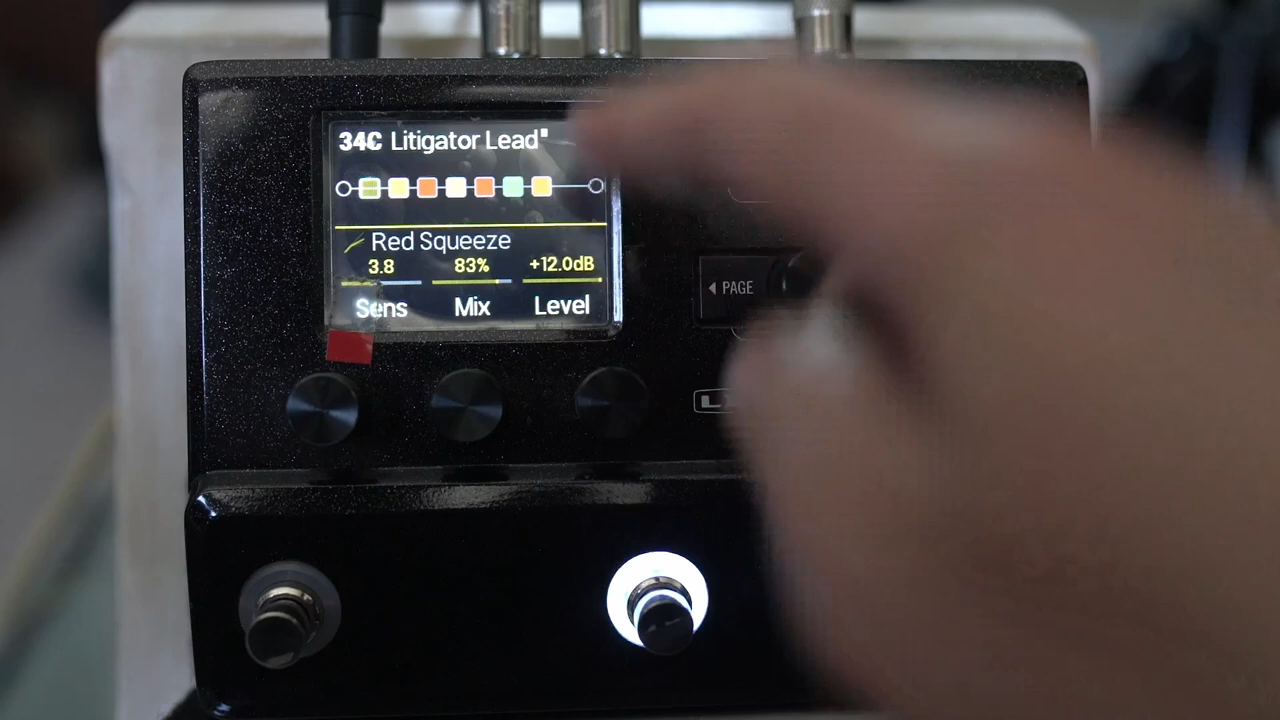 34C Litigator Lead"
Red Squeeze
3.8 83% +12.0dB
Sens Mix Level
PAGE